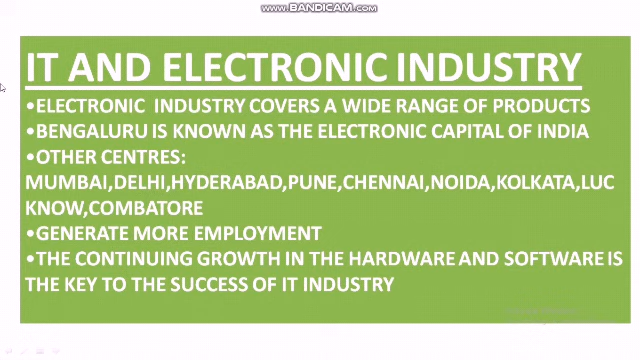 www.BANDICAM.com
IT AND ELECTRONIC INDUSTRY
•ELECTRONIC INDUSTRY COVERS A WIDE RANGE OF PRODUCTS
•BENGALURU IS KNOWN AS THE ELECTRONIC CAPITAL OF INDIA
•OTHER CENTRES:
MUMBAI,DELHI,HYDERABAD,PUNE,CHENNAI,NOIDA,KOLKATA,LUC
KNOW,COMBATORE
•GENERATE MORE EMPLOYMENT
•THE CONTINUING GROWTH IN THE HARDWARE AND SOFTWARE IS
THE KEY TO THE SUCCESS OF IT INDUSTRY